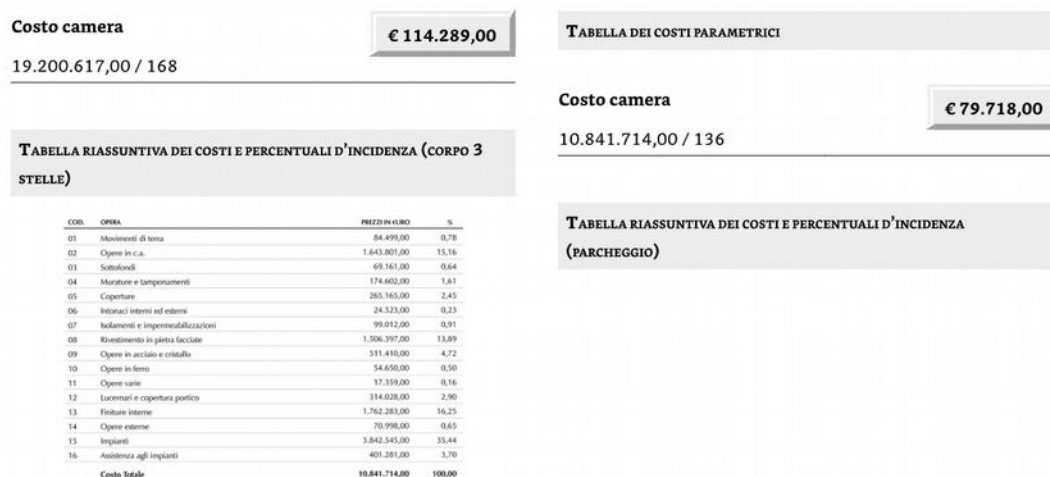 Costo camera
€ 114.289,00
19.200.617,00 / 168
TABELLA RIASSUNTIVA DEI COSTI E PERCENTUALI D'INCIDENZA (CORPO 3
STELLE)
COD. OPERA PREZZI IN EURO %
01 Movimenti di terra 84.499,00 0,78
02 Opere in c.a. 1.643.801,00 15,16
03 Sottofondi 69.161,00 0,64
04 Murature e tamponamenti 174.602,00 1,61
05 Coperture 265.165,00 2,45
06 Intonaci interni ed esterni 24.523,00 0,23
07 Isolamenti e impermeabilizzazioni 99.012,00 0,91
08 Rivestimento in pietra facciate 1.506.397,00 13,89
09 Opere in acciaio e cristallo 511.410,00 4,72
10 Opere in ferro 54.650,00 0,50
11 Opere varie 17.359,00 0,16
12 Lucernari e copertura portico 314.028,00 2,90
13 Finiture interne 1.762.283,00 16,25
14 Opere esterne 70.998,00 0,65
15 Impianti 3.842.545,00 35,44
16 Assistenza agli impianti 401.281,00 3,70
Costo Totale 10.841.714,00 100,00
TABELLA DEI COSTI PARAMETRICI
Costo camera
€ 79.718,00
10.841.714,00 / 136
TABELLA RIASSUNTIVA DEI COSTI E PERCENTUALI D'INCIDENZA
(PARCHEGGIO)